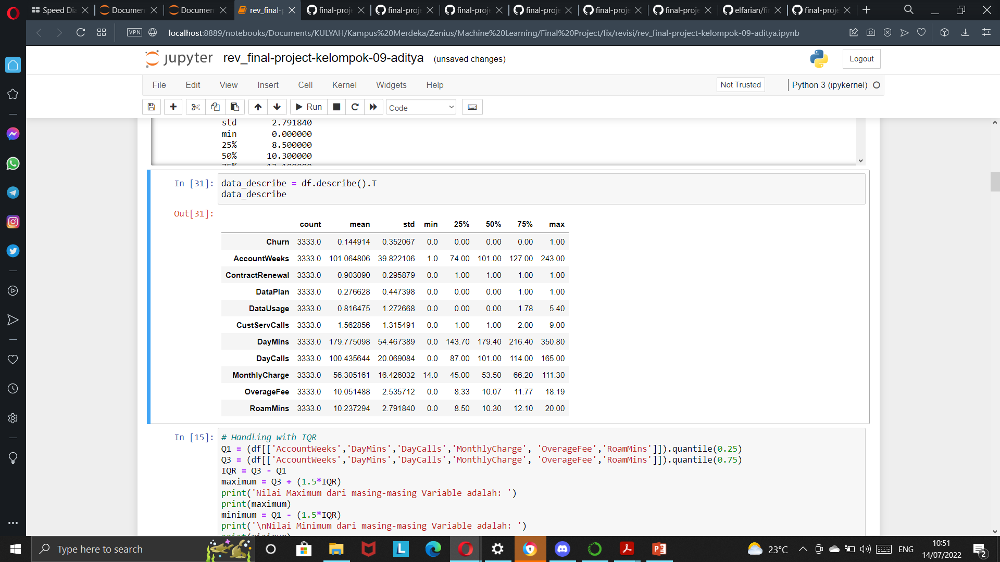 Speed Dia
Documen
Documen
rev_final-
final-proje
final-proje
final-proje
final-proje
final-proje
final-proje
elfarian/fi
final-proje
VPN
localhost:8889/notebooks/Documents/KULYAH/Kampus%20Merdeka/Zenius/Machine%20Learning/Final%20Project/fix/revisi/rev_final-project-kelompok-09-aditya.ipynb
jupyter rev_final-project-kelompok-09-aditya (unsaved changes)
Logout
File Edit View Insert Cell Kernel Widgets Help
Not Trusted
Python 3 (ipykernel)
Run
Code
std 2.791840
min 0.000000
25% 8.500000
50% 10.300000
75% 12.100000
In [31]: data_describe = df.describe().T
data_describe
Out[31]:
count mean std min 25% 50% 75% max
Churn 3333.0 0.144914 0.352067 0.0 0.00 0.00 0.00 1.00
AccountWeeks 3333.0 101.064806 39.822106 1.0 74.00 101.00 127.00 243.00
ContractRenewal 3333.0 0.903090 0.295879 0.0 1.00 1.00 1.00 1.00
DataPlan 3333.0 0.276628 0.447398 0.0 0.00 0.00 1.00 1.00
DataUsage 3333.0 0.816475 1.272668 0.0 0.00 0.00 1.78 5.40
CustServCalls 3333.0 1.562856 1.315491 0.0 1.00 1.00 2.00 9.00
DayMins 3333.0 179.775098 54.467389 0.0 143.70 179.40 216.40 350.80
DayCalls 3333.0 100.435644 20.069084 0.0 87.00 101.00 114.00 165.00
MonthlyCharge 3333.0 56.305161 16.426032 14.0 45.00 53.50 66.20 111.30
OverageFee 3333.0 10.051488 2.535712 0.0 8.33 10.07 11.77 18.19
RoamMins 3333.0 10.237294 2.791840 0.0 8.50 10.30 12.10 20.00
In [15]: # Handling with IQR
Q1 = (df[['AccountWeeks','DayMins','DayCalls','MonthlyCharge', 'OverageFee','RoamMins']]).quantile(0.25)
Q3 = (df[['AccountWeeks','DayMins','DayCalls','MonthlyCharge', 'OverageFee','RoamMins']]).quantile(0.75)
IQR = Q3 - Q1
maximum = Q3 + (1.5*IQR)
print('Nilai Maximum dari masing-masing Variable adalah: ')
print(maximum)
minimum = Q1 - (1.5*IQR)
print('\nNilai Minimum dari masing-masing Variable adalah: ')
print(minimum)
Type here to search
L
23°C
ENG
10:51
14/07/2022
2